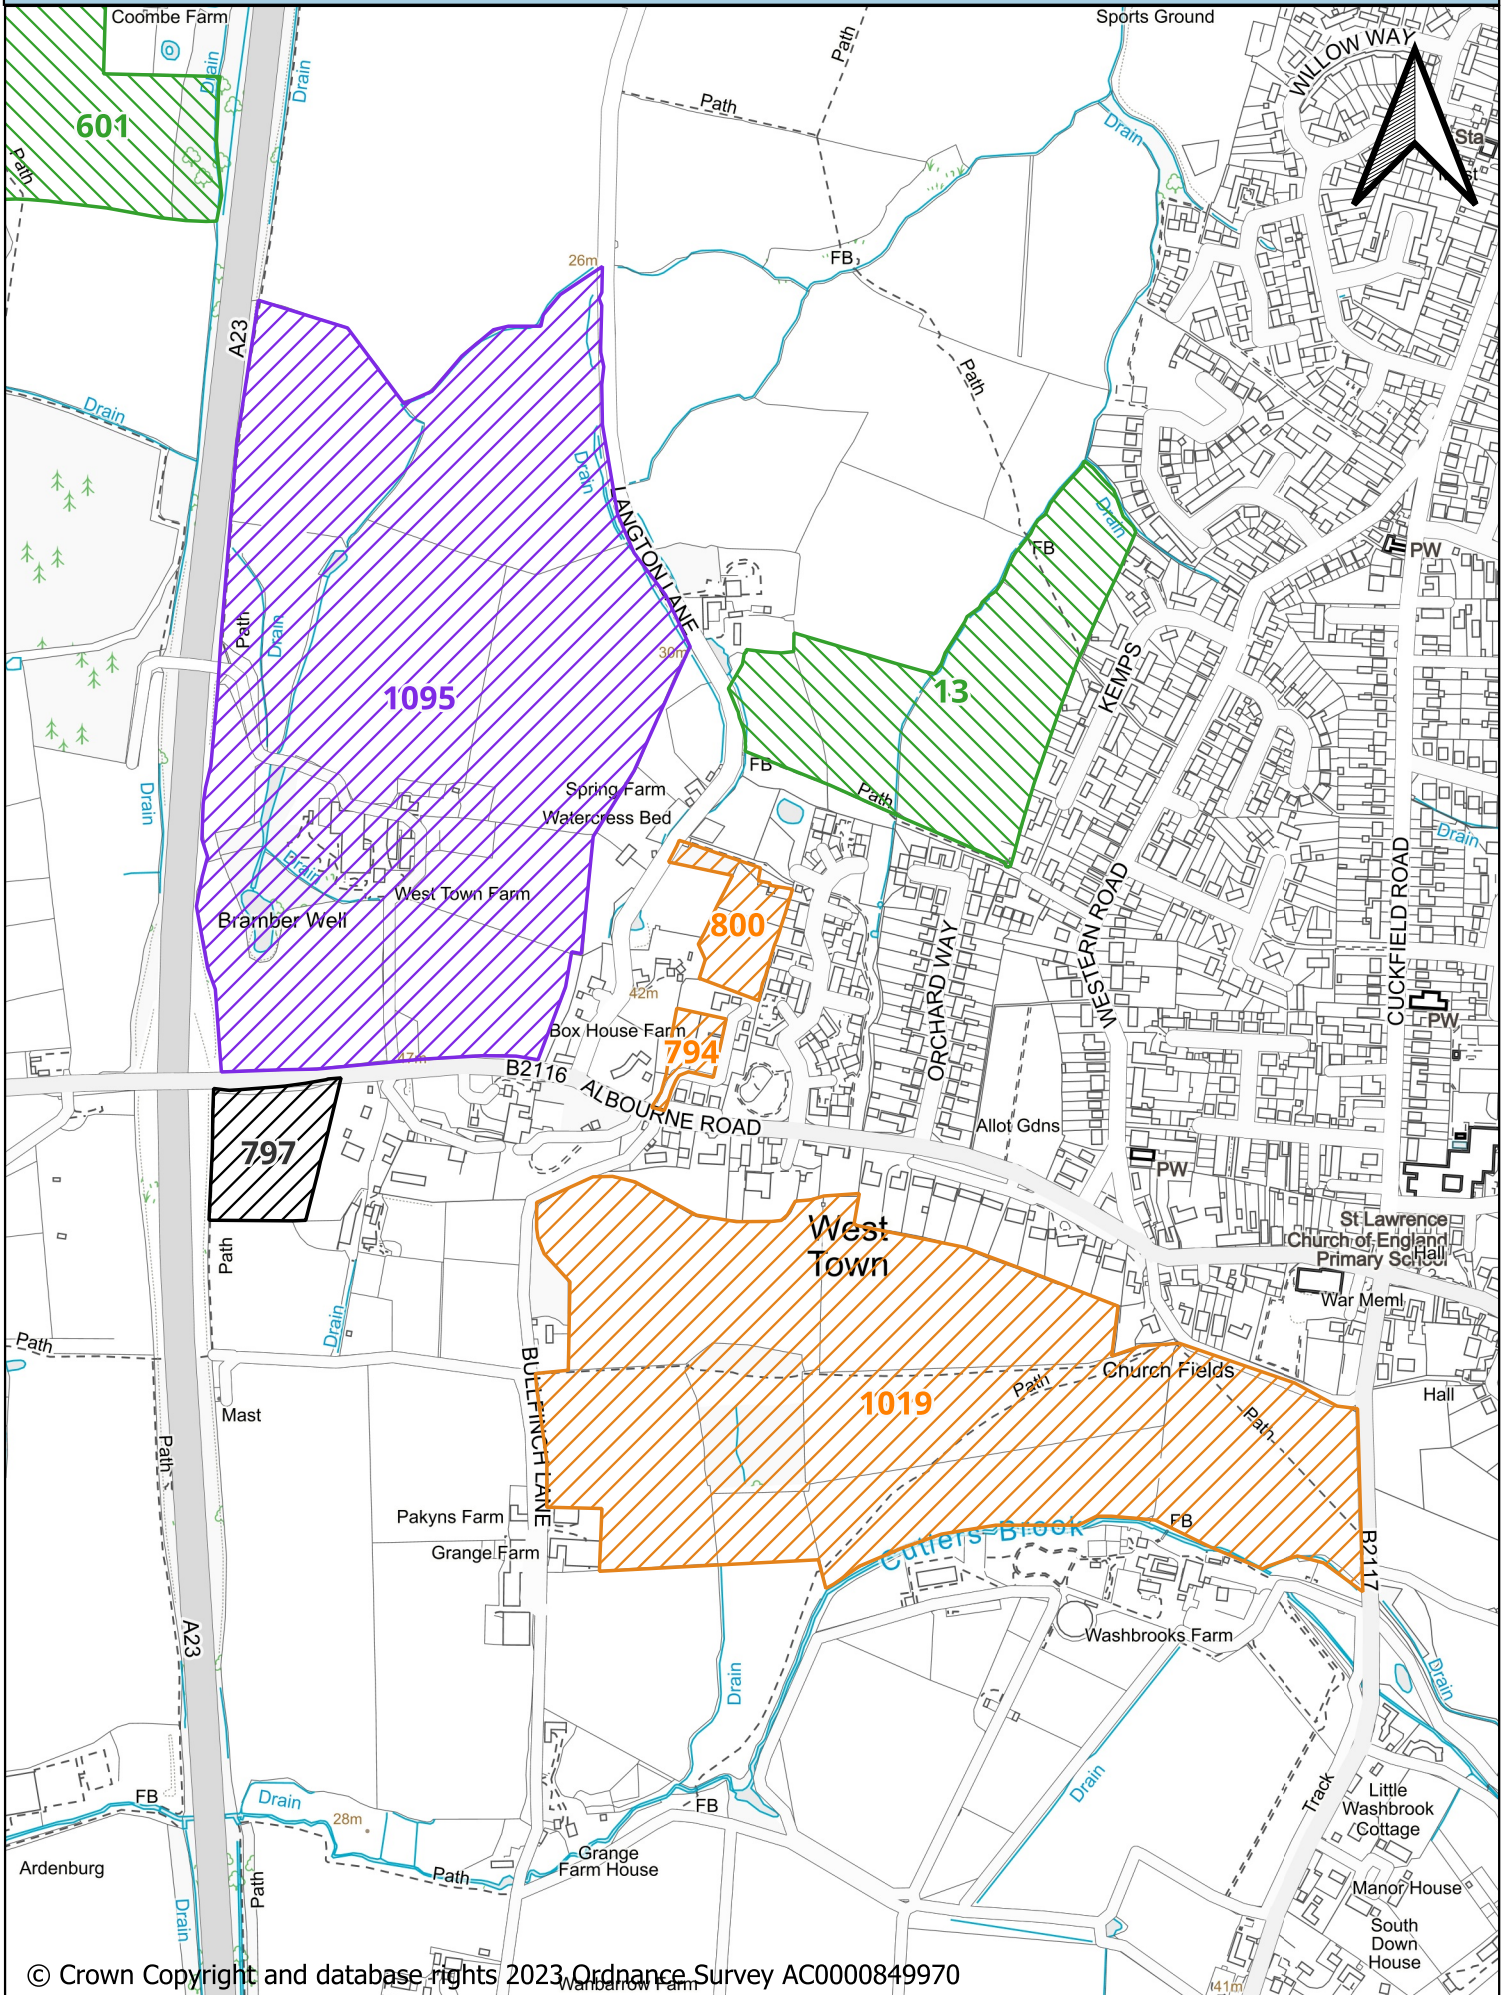 Coombe Farm
Sports Ground
Path
WILLOW WAY
Drain
Drain
Path
Drain
Sta
601
Path
FB
26m
A23
Path
Drain
Drain
LANGTON LANE
Drain
FB
PW
Path
Drain
30m
KEMPS
1095
13
FB
Path
Spring Farm
Watercress Bed
Drain
Drain
Drain
West Town Farm
Bramber Well
800
WESTERN ROAD
CUCKFIELD ROAD
ORCHARD WAY
42m
PW
Box House Farm
794
47m
B2116
ALBOURNE ROAD
Allot Gdns
797
PW
West
Town
St Lawrence
Church of England
Primary School
Hall
Path
War Meml
Drain
Path
BULLFINCH LANE
Church Fields
Path
1019
Hall
Mast
Path
Path
Pakyns Farm
FB
Cutlers Brook
Grange Farm
B2117
A23
Washbrooks Farm
Drain
Drain
Drain
FB
Drain
28m
FB
Track
Little
Washbrook
Cottage
Grange
Farm House
Ardenburg
Path
Path
Drain
Manor House
South
Down
House
© Crown Copyright and database rights 2023 Ordnance Survey AC0000849970
Wanbarrow Farm
41m